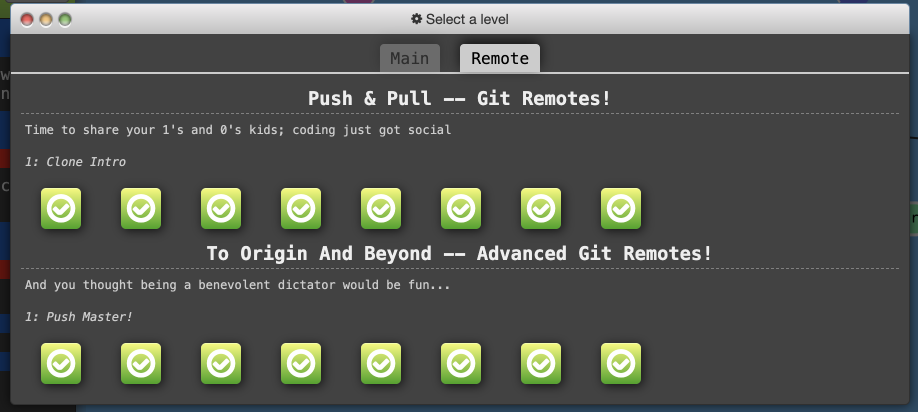 Select a level
Main
Remote
Push & Pull -- Git Remotes!
Time to share your 1's and 0's kids; coding just got social
1: Clone Intro
To Origin And Beyond -- Advanced Git Remotes!
And you thought being a benevolent dictator would be fun...
1: Push Master!